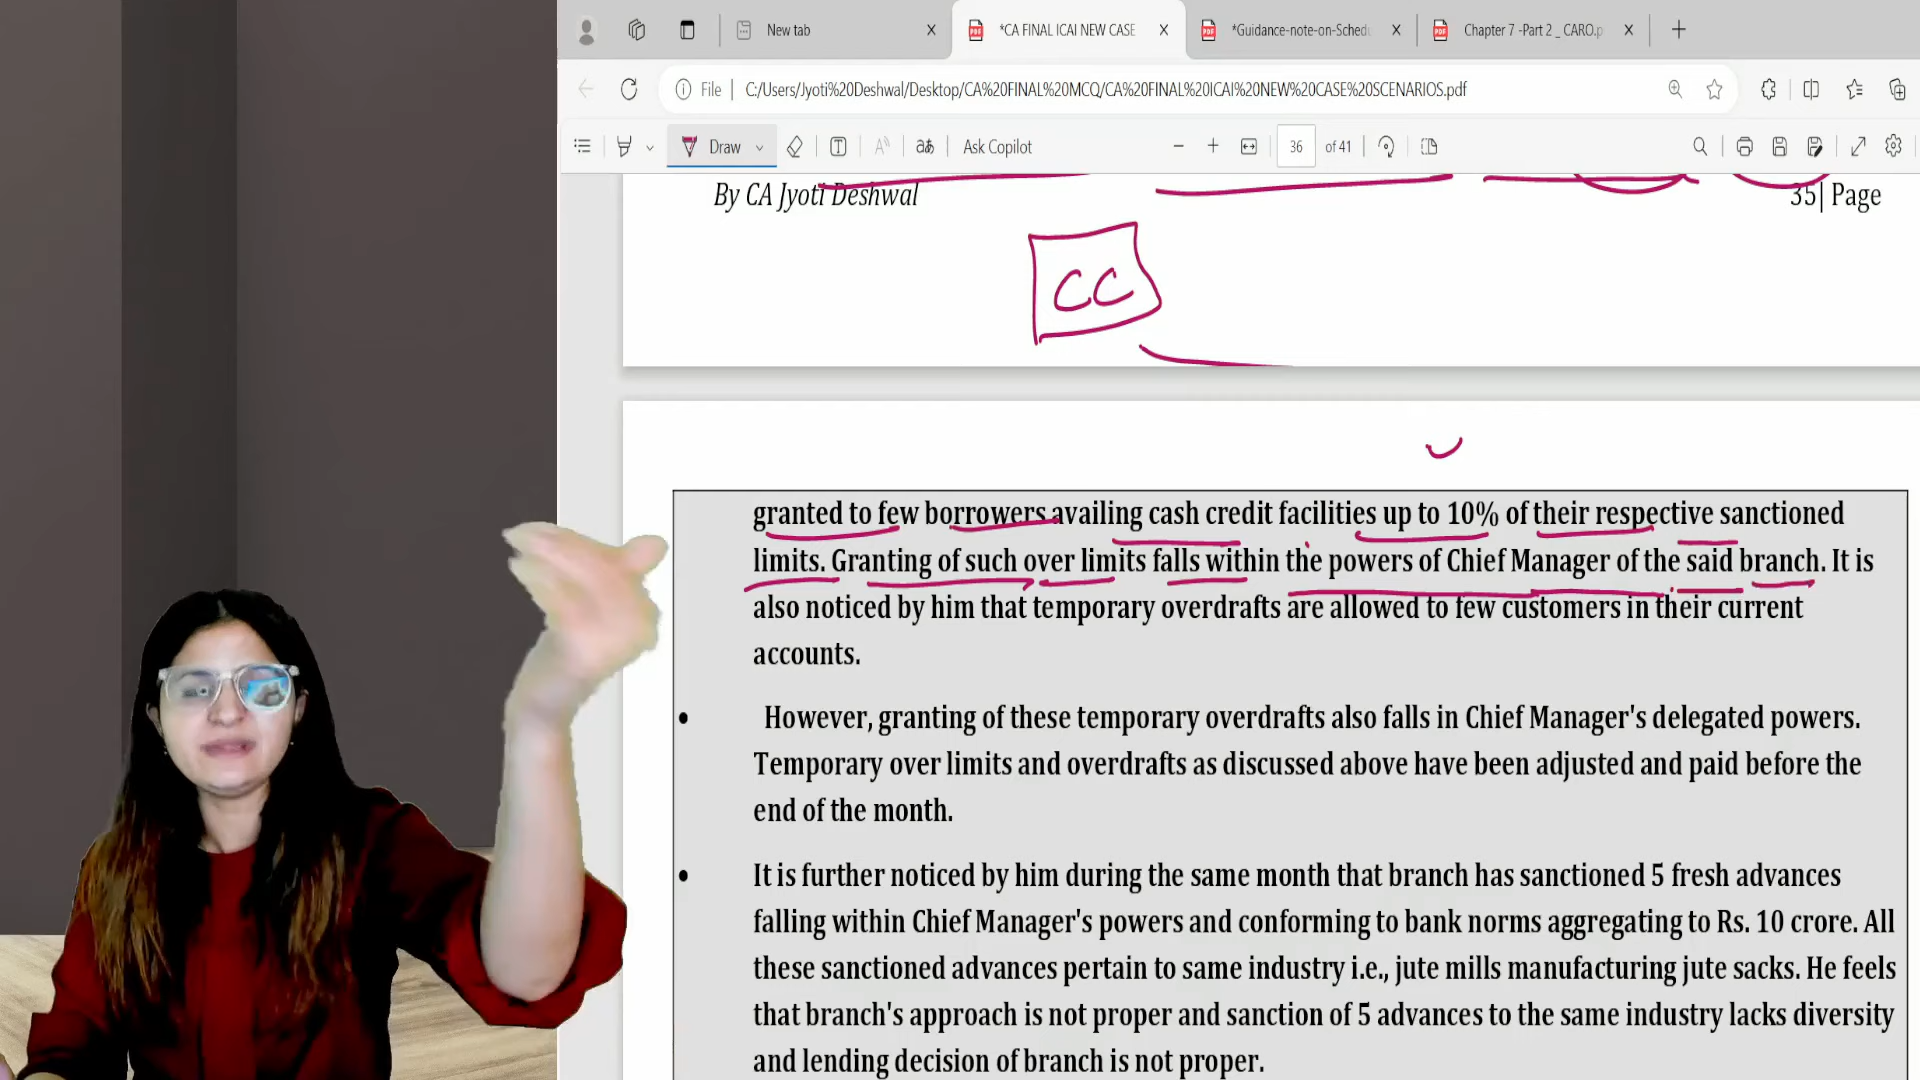 New tab
*CA FINAL ICAI NEW CASE
*Guidance-note-on-Schedu
Chapter 7 -Part 2 _ CARO.p
File
C:/Users/Jyoti%20Deshwal/Desktop/CA%20FINAL%20MCQ/CA%20FINAL%20ICAI%20NEW%20CASE%20SCENARIOS.pdf
Draw
Ask Copilot
36 of 41
By CA Jyoti Deshwal
35| Page
CC
granted to few borrowers availing cash credit facilities up to 10% of their respective sanctioned
limits. Granting of such over limits falls within the powers of Chief Manager of the said branch. It is
also noticed by him that temporary overdrafts are allowed to few customers in their current
accounts.
• However, granting of these temporary overdrafts also falls in Chief Manager's delegated powers.
Temporary over limits and overdrafts as discussed above have been adjusted and paid before the
end of the month.
• It is further noticed by him during the same month that branch has sanctioned 5 fresh advances
falling within Chief Manager's powers and conforming to bank norms aggregating to Rs. 10 crore. All
these sanctioned advances pertain to same industry i.e., jute mills manufacturing jute sacks. He feels
that branch's approach is not proper and sanction of 5 advances to the same industry lacks diversity
and lending decision of branch is not proper.